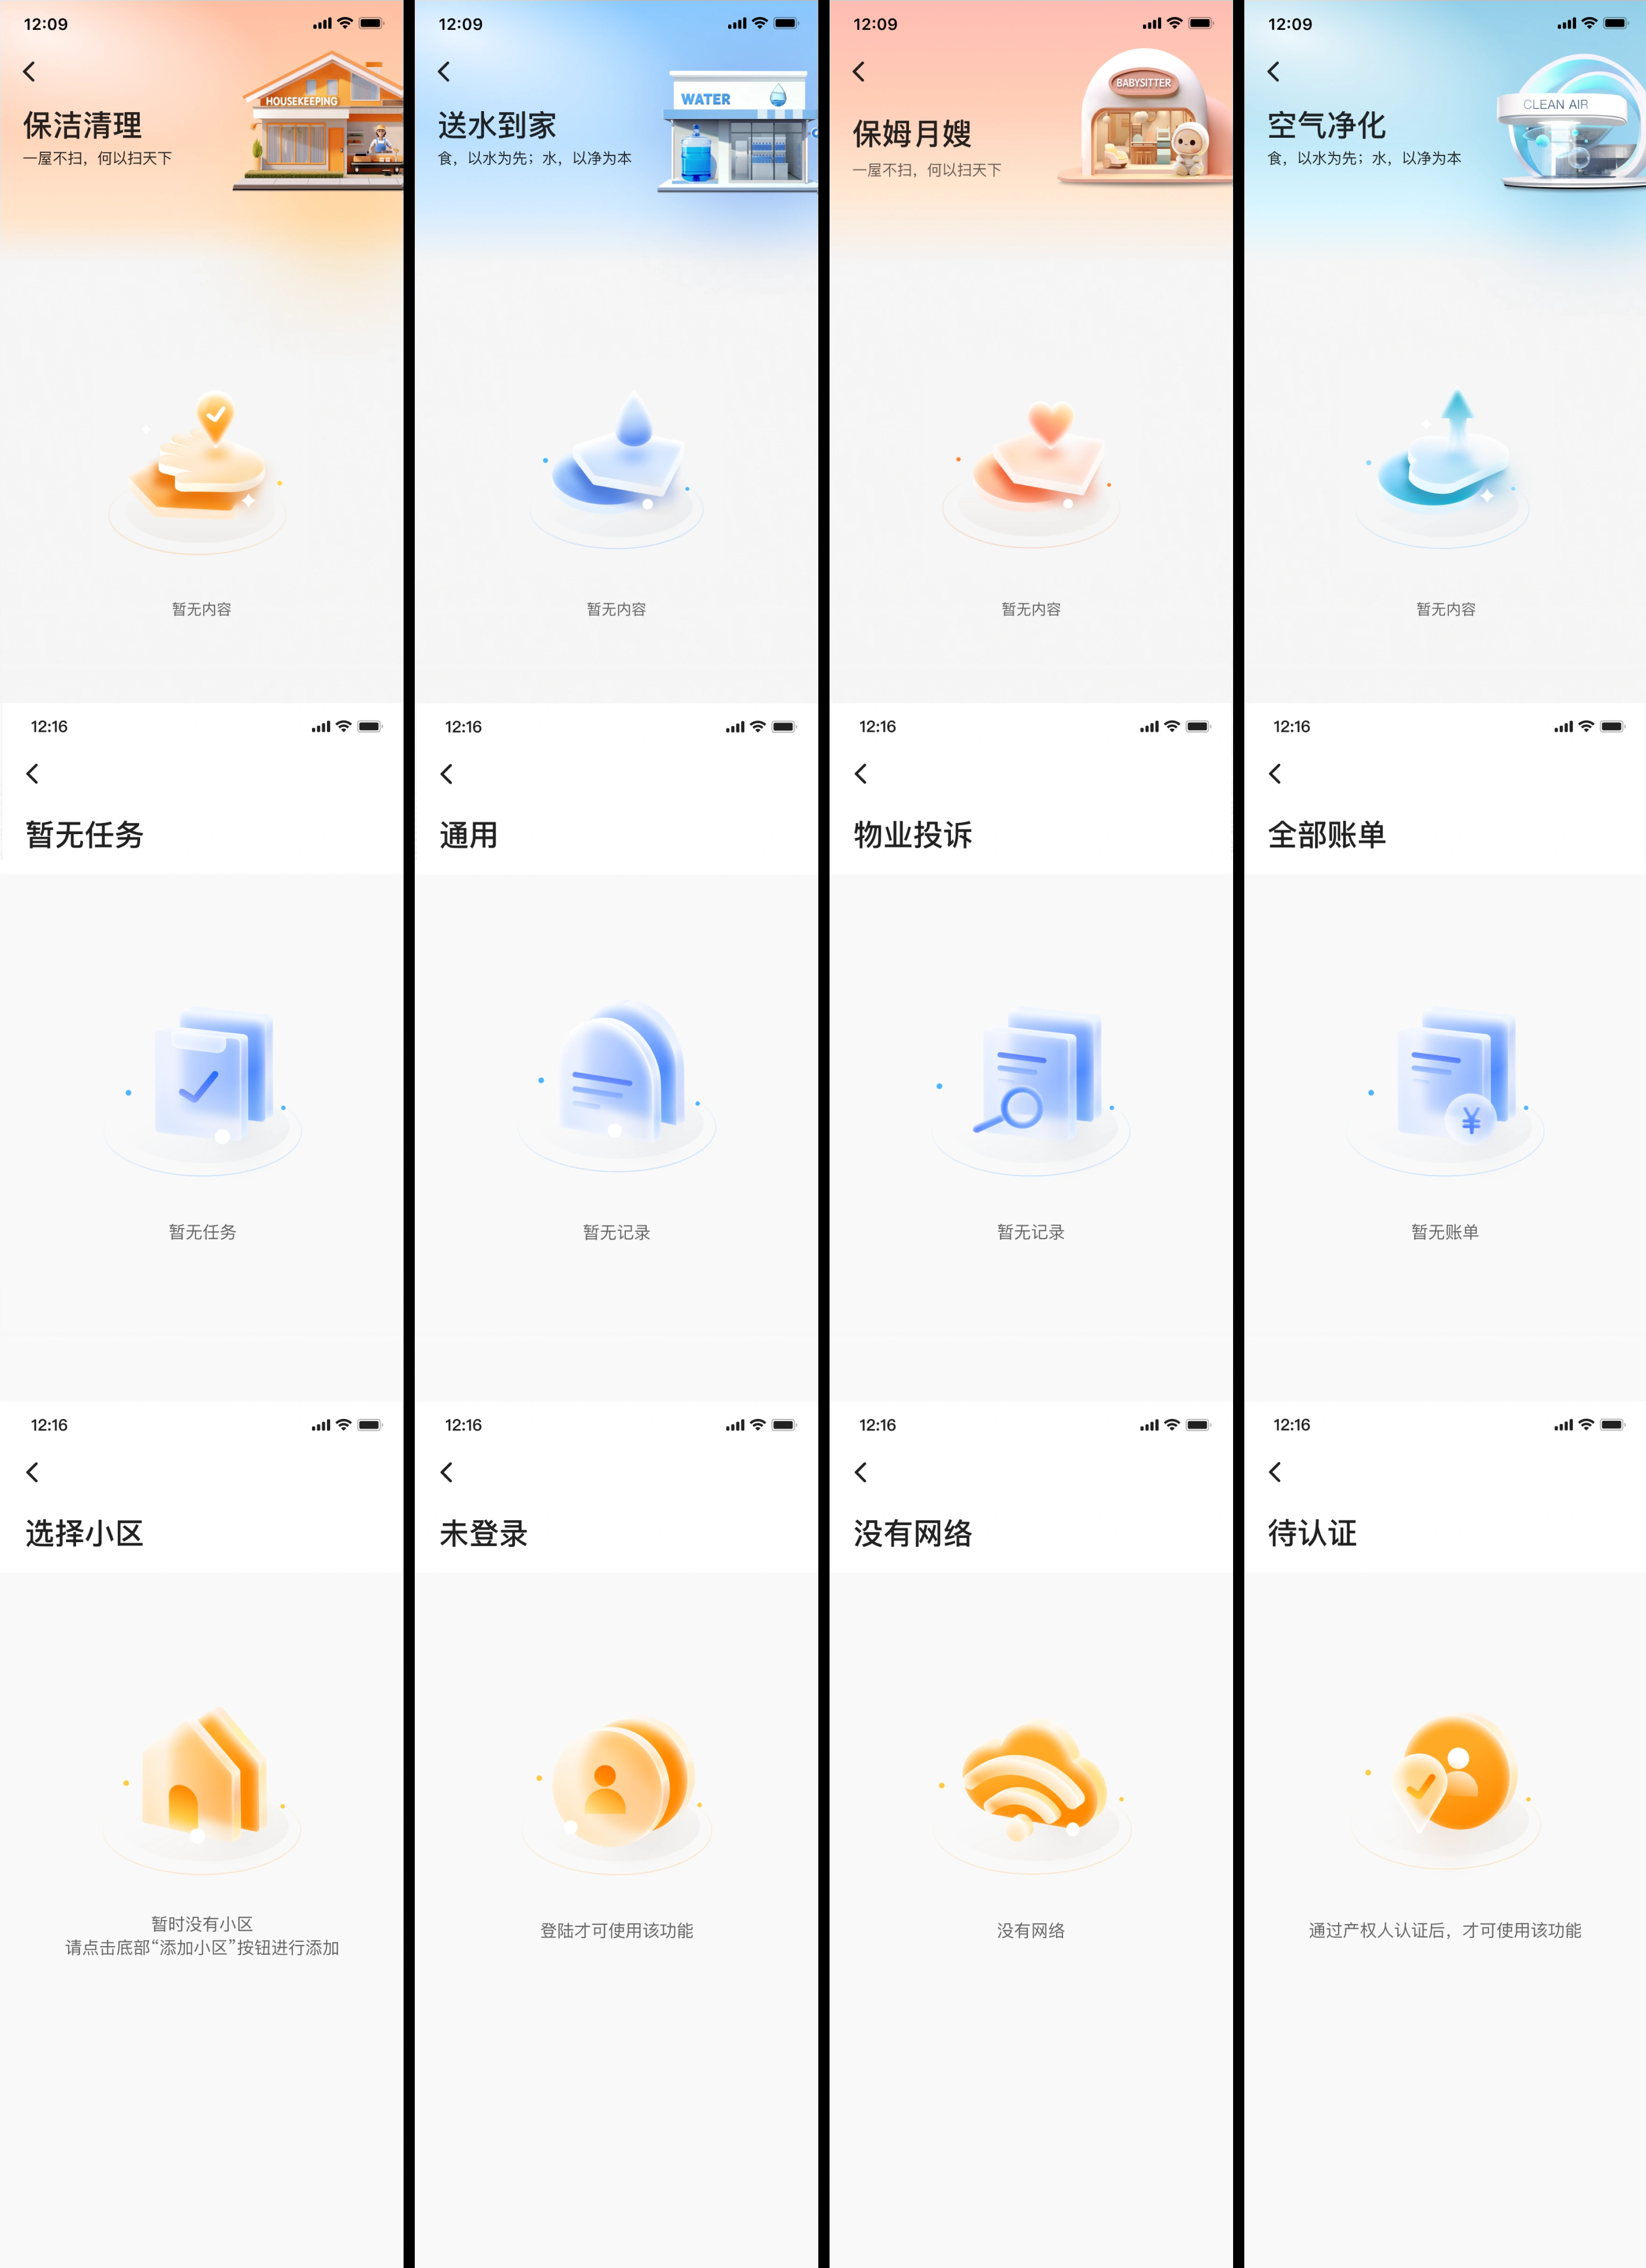 12:09
HOUSEKEEPING
保洁清理
一屋不扫，何以扫天下
暂无内容
12:09
WATER
送水到家
食，以水为先；水，以净为本
暂无内容
12:09
BABYSITTER
保姆月嫂
一屋不扫，何以扫天下
暂无内容
12:09
CLEAN AIR
空气净化
食，以水为先；水，以净为本
暂无内容
12:16
暂无任务
暂无任务
12:16
通用
暂无记录
12:16
物业投诉
暂无记录
12:16
全部账单
¥
暂无账单
12:16
选择小区
暂时没有小区
请点击底部“添加小区”按钮进行添加
12:16
未登录
登陆才可使用该功能
12:16
没有网络
没有网络
12:16
待认证
通过产权人认证后，才可使用该功能